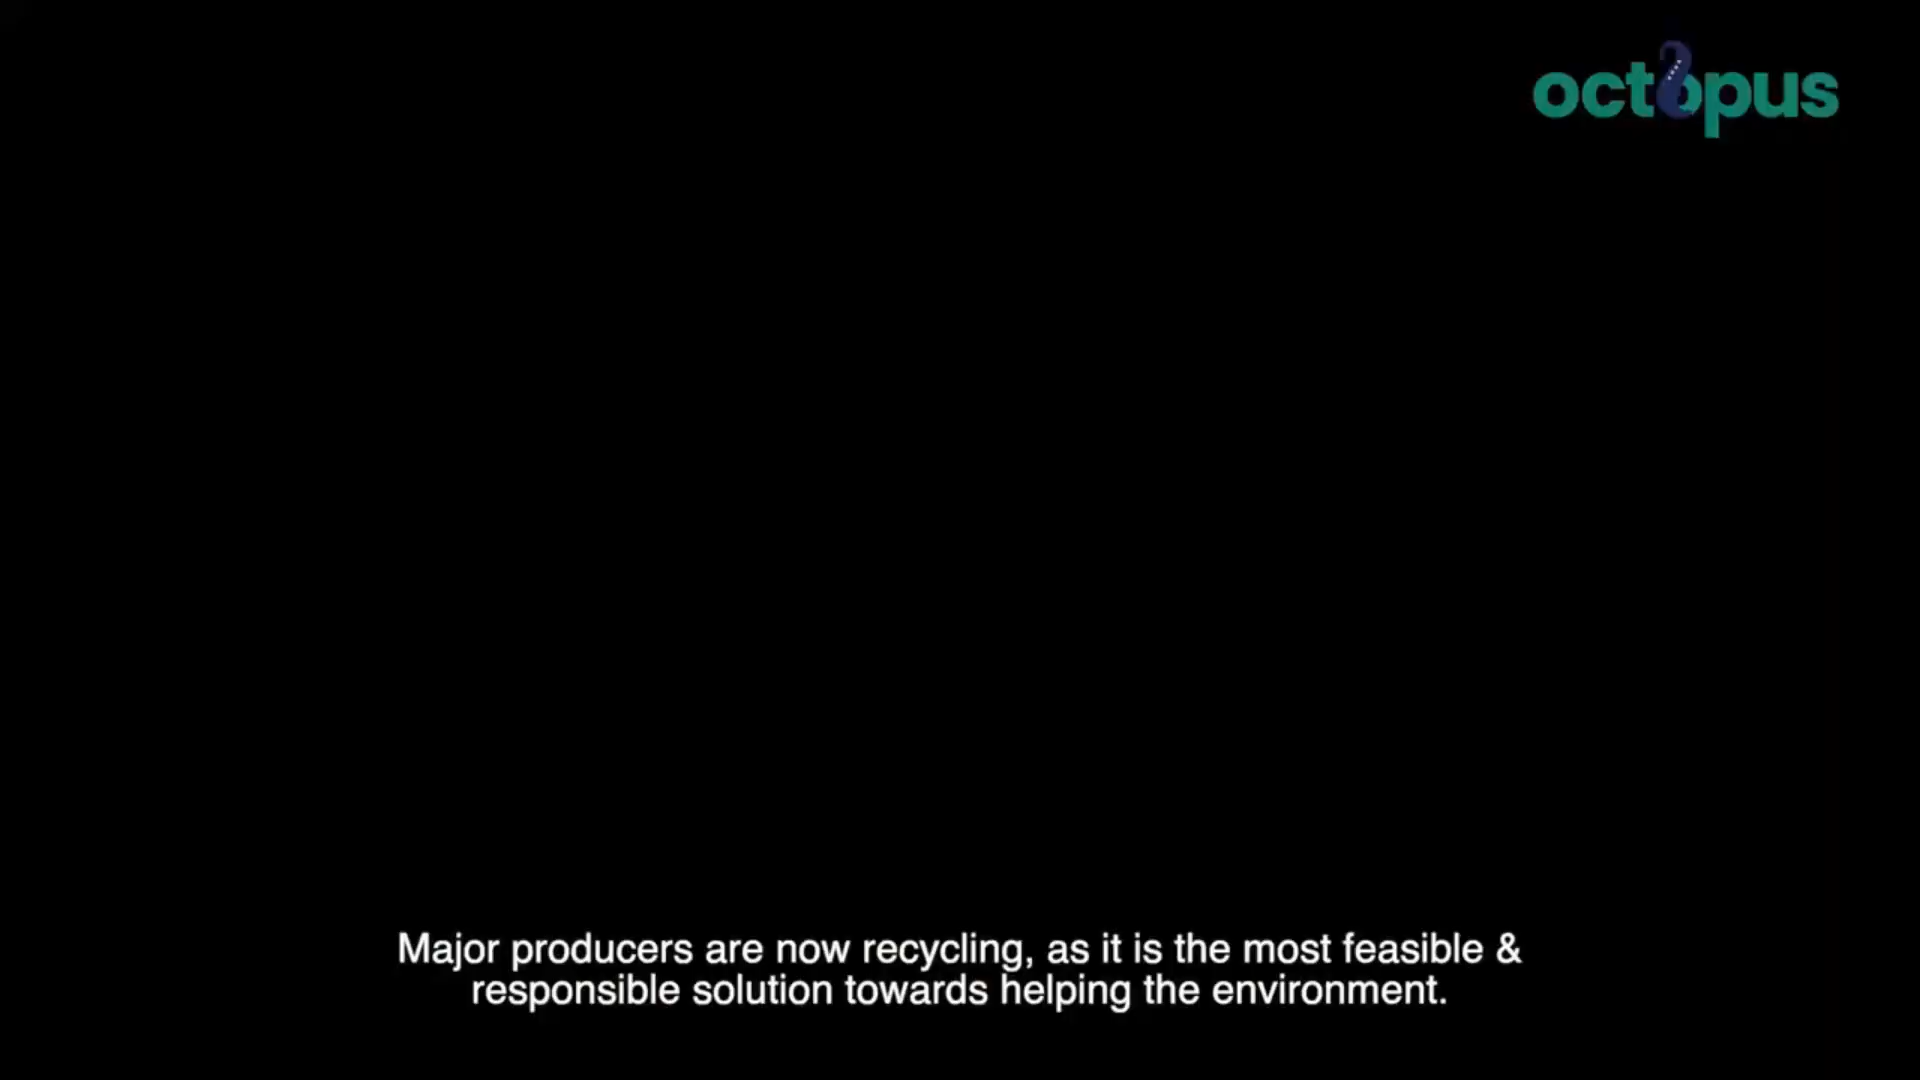 octopus
Major producers are now recycling, as it is the most feasible &
responsible solution towards helping the environment.